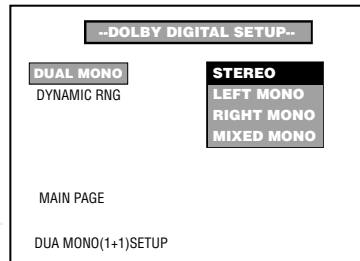 --DOLBY DIGITAL SETUP--
DUAL MONO
DYNAMIC RNG
STEREO
LEFT MONO
RIGHT MONO
MIXED MONO
MAIN PAGE
DUA MONO(1+1)SETUP